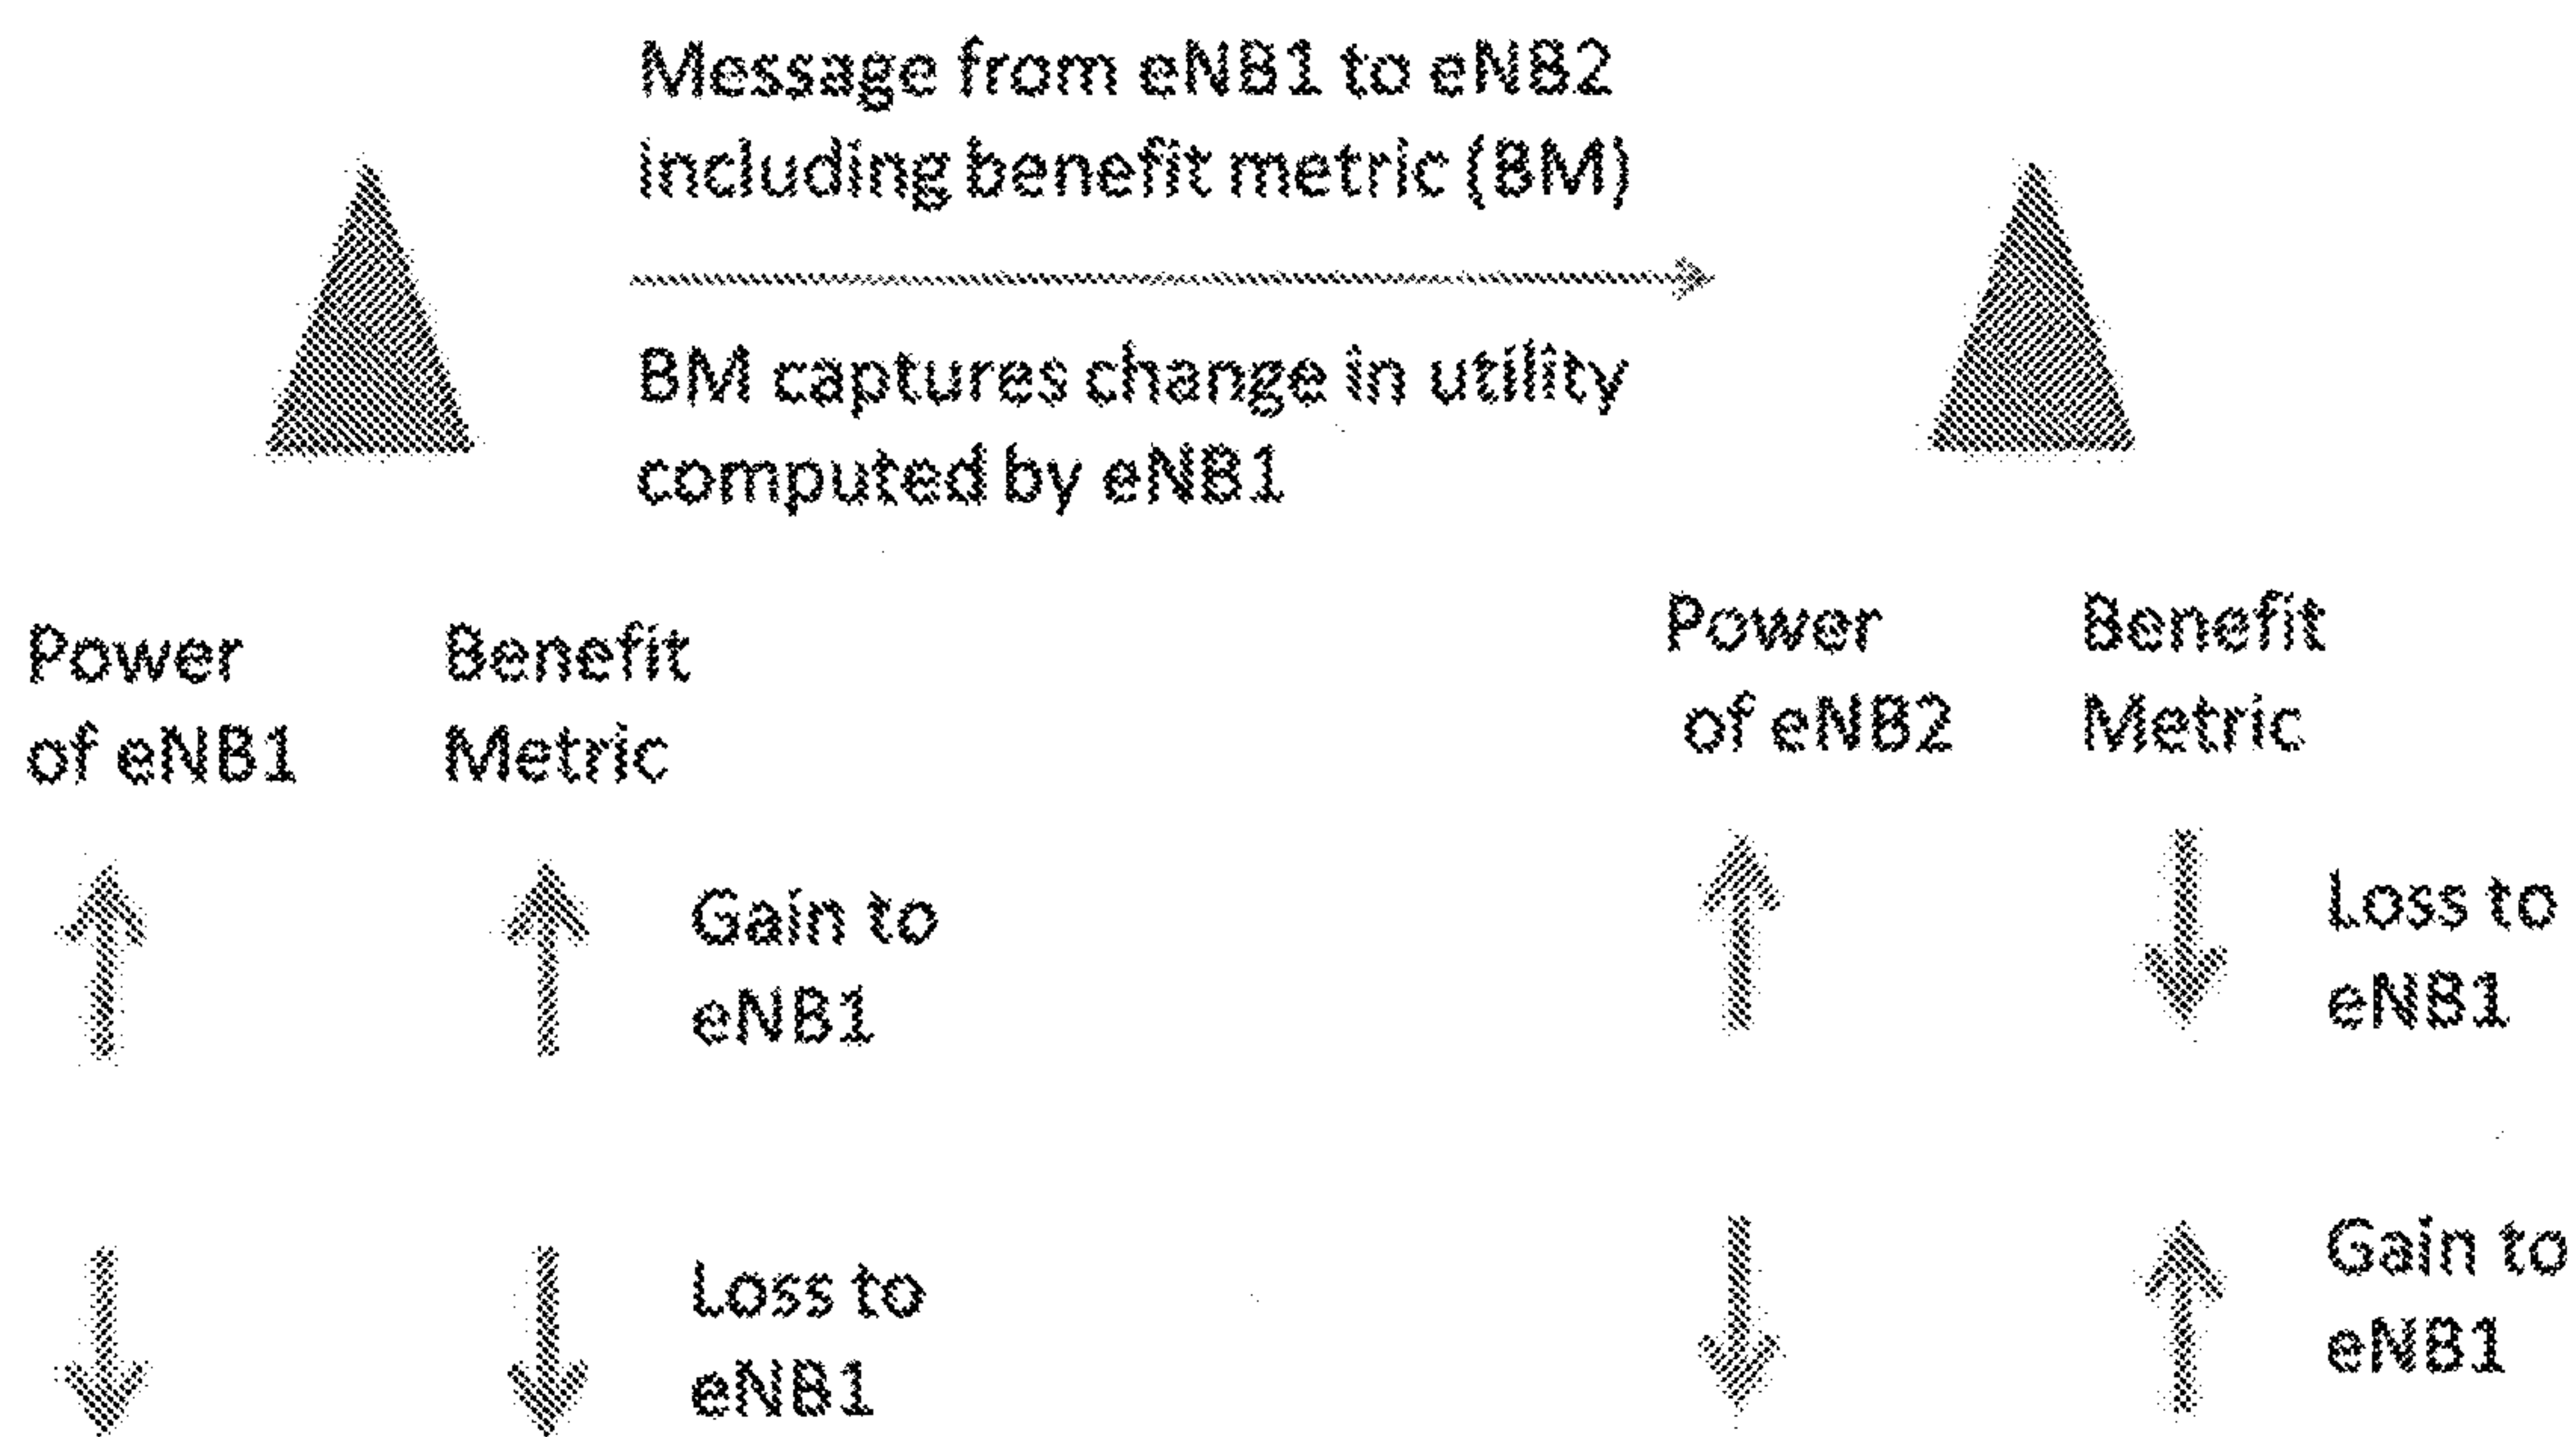 Message from eNB1 to eNB2
including benefit metric (BM)
BM captures change in utility
computed by eNB1
Power
of eNB1
Benefit
Metric
Gain to
eNB1
Loss to
eNB1
Power
of eNB2
Benefit
Metric
Loss to
eNB1
Gain to
eNB1